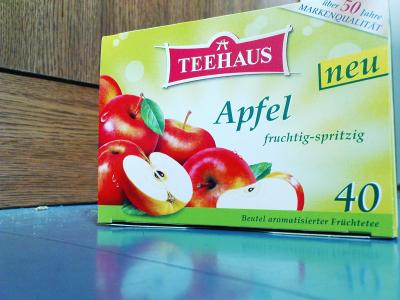 über 50 Jahre
MARKENQUALITÄT
TEEHAUS
neu
Apfel
fruchtig-spritzig
40
Beutel aromatisierter Früchtetee